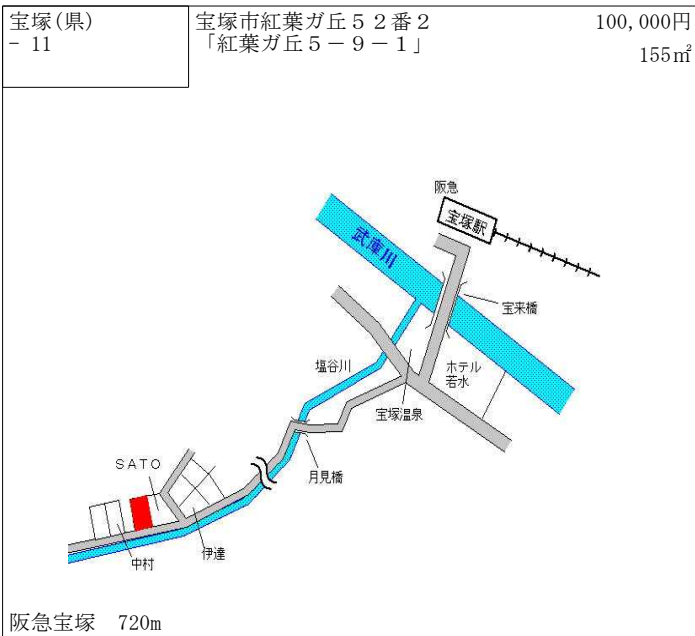 宝塚(県)
- 11
宝塚市紅葉ガ丘５２番２
「紅葉ガ丘５－９－１」
100,000円
155㎡
阪急
宝塚駅
武庫川
宝来橋
塩谷川
ホテル
若水
宝塚温泉
月見橋
ＳＡＴＯ
伊達
中村
阪急宝塚　720m